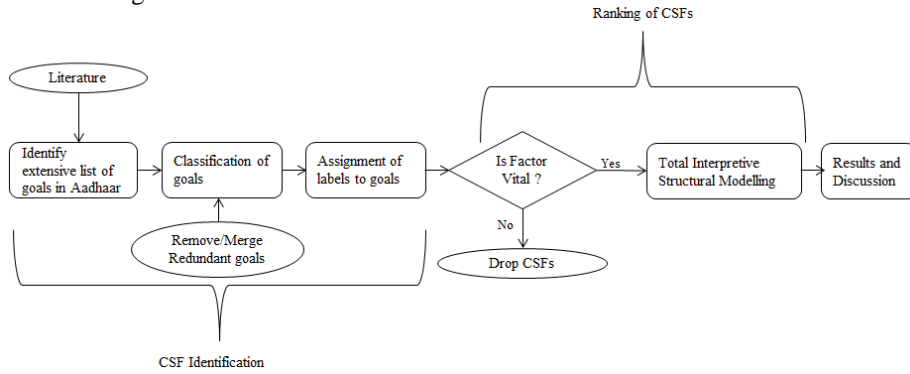 Ranking of CSFs
Literature
Identify
extensive list of
goals in Aadhaar
Classification of
goals
Assignment of
labels to goals
Is Factor
Vital ?
Yes
Total Interpretive
Structural Modelling
Results and
Discussion
No
Remove/Merge
Redundant goals
Drop CSFs
CSF Identification